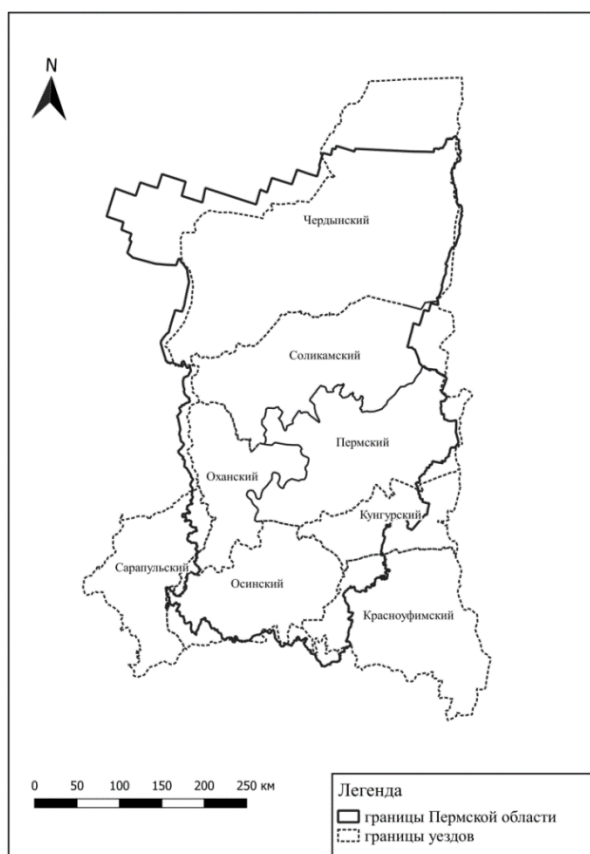 N
Чердынский
Соликамский
Пермский
Оханский
Кунгурский
Сарапульский
Осинский
Красноуфимский
0 50 100 150 200 250 км
Легенда
границы Пермской области
границы уездов